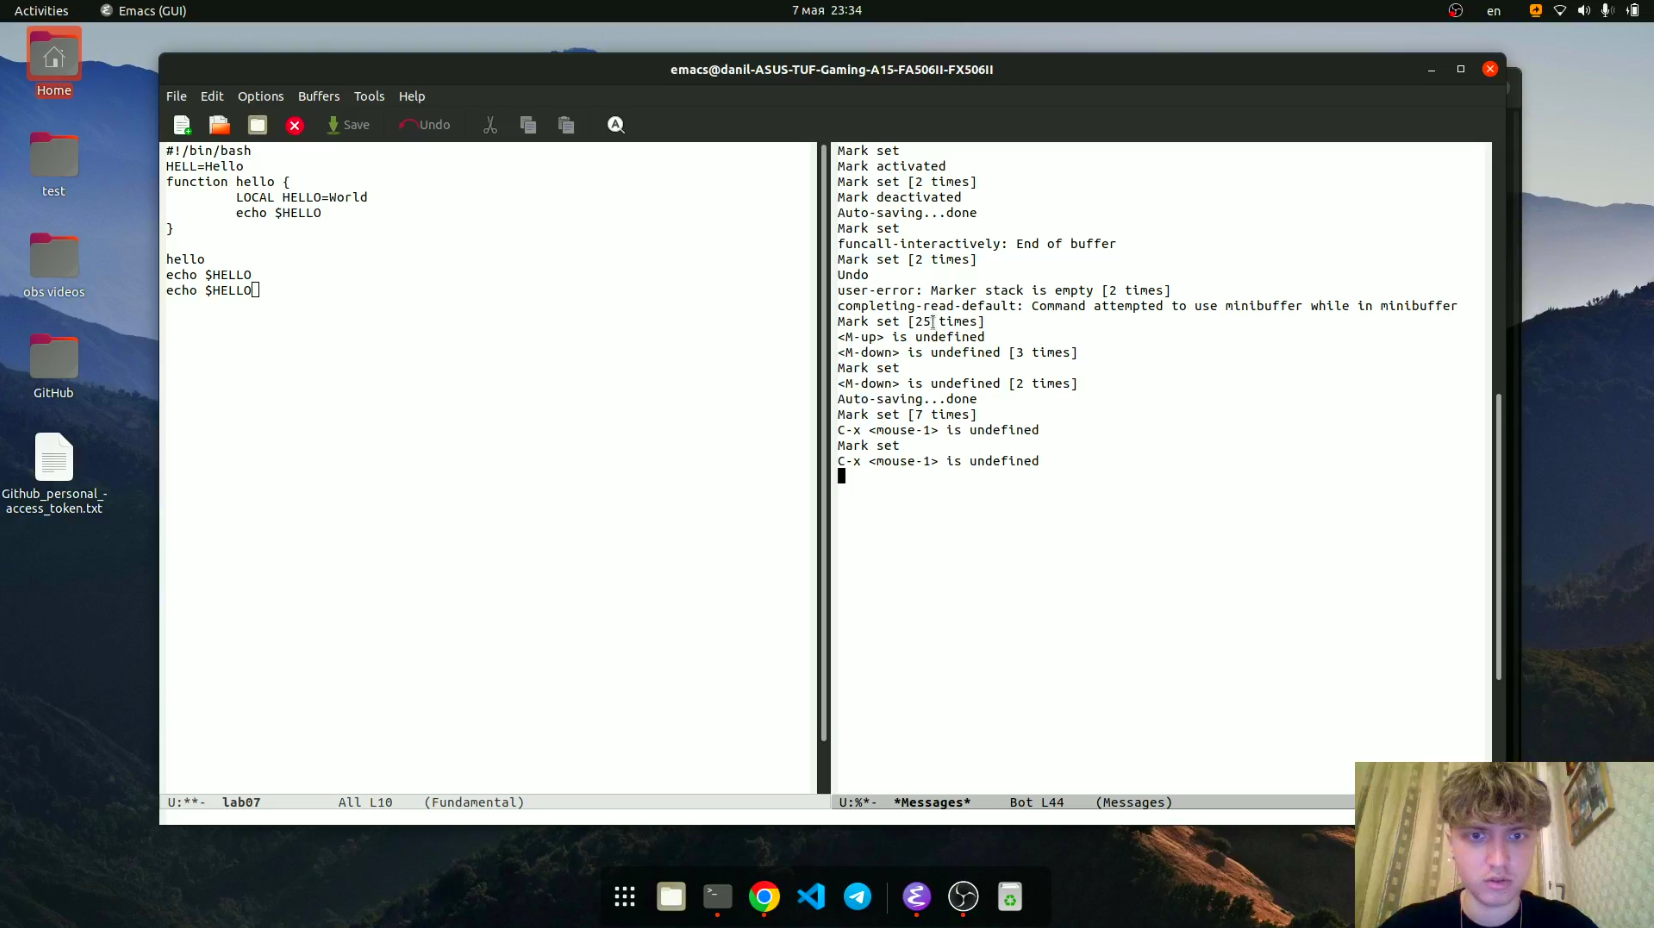 Activities
Emacs (GUI)
7 мая 23:34
en
Home
test
obs videos
GitHub
Github_personal_-
access_token.txt
emacs@danil-ASUS-TUF-Gaming-A15-FA506II-FX506II
File Edit Options Buffers Tools Help
Save Undo
#!/bin/bash
HELL=Hello
function hello {
LOCAL HELLO=World
echo $HELLO
}
hello
echo $HELLO
echo $HELLO
U:**- lab07 All L10 (Fundamental)
Mark set
Mark activated
Mark set [2 times]
Mark deactivated
Auto-saving...done
Mark set
funcall-interactively: End of buffer
Mark set [2 times]
Undo
user-error: Marker stack is empty [2 times]
completing-read-default: Command attempted to use minibuffer while in minibuffer
Mark set [25 times]
<M-up> is undefined
<M-down> is undefined [3 times]
Mark set
<M-down> is undefined [2 times]
Auto-saving...done
Mark set [7 times]
C-x <mouse-1> is undefined
Mark set
C-x <mouse-1> is undefined
U:%*- *Messages* Bot L44 (Messages)